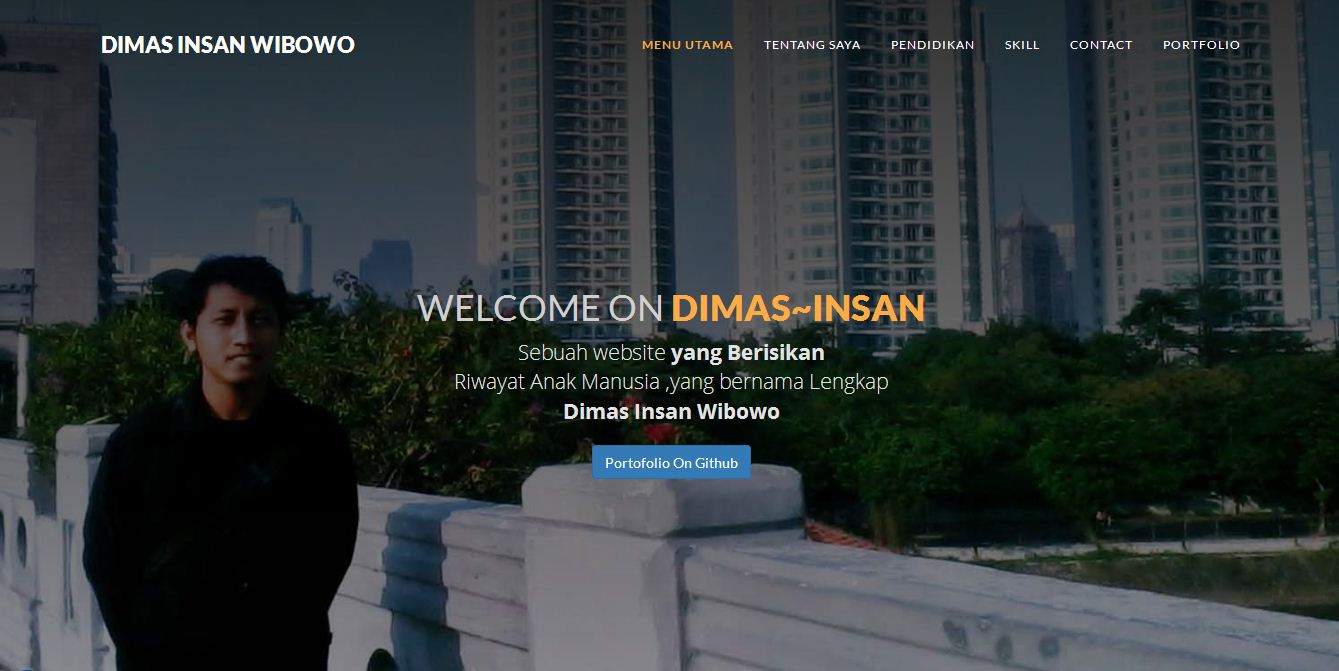 DIMAS INSAN WIBOWO
MENU UTAMA TENTANG SAYA PENDIDIKAN SKILL CONTACT PORTFOLIO
WELCOME ON DIMAS~INSAN
Sebuah website yang Berisikan
Riwayat Anak Manusia ,yang bernama Lengkap
Dimas Insan Wibowo
Portofolio On Github